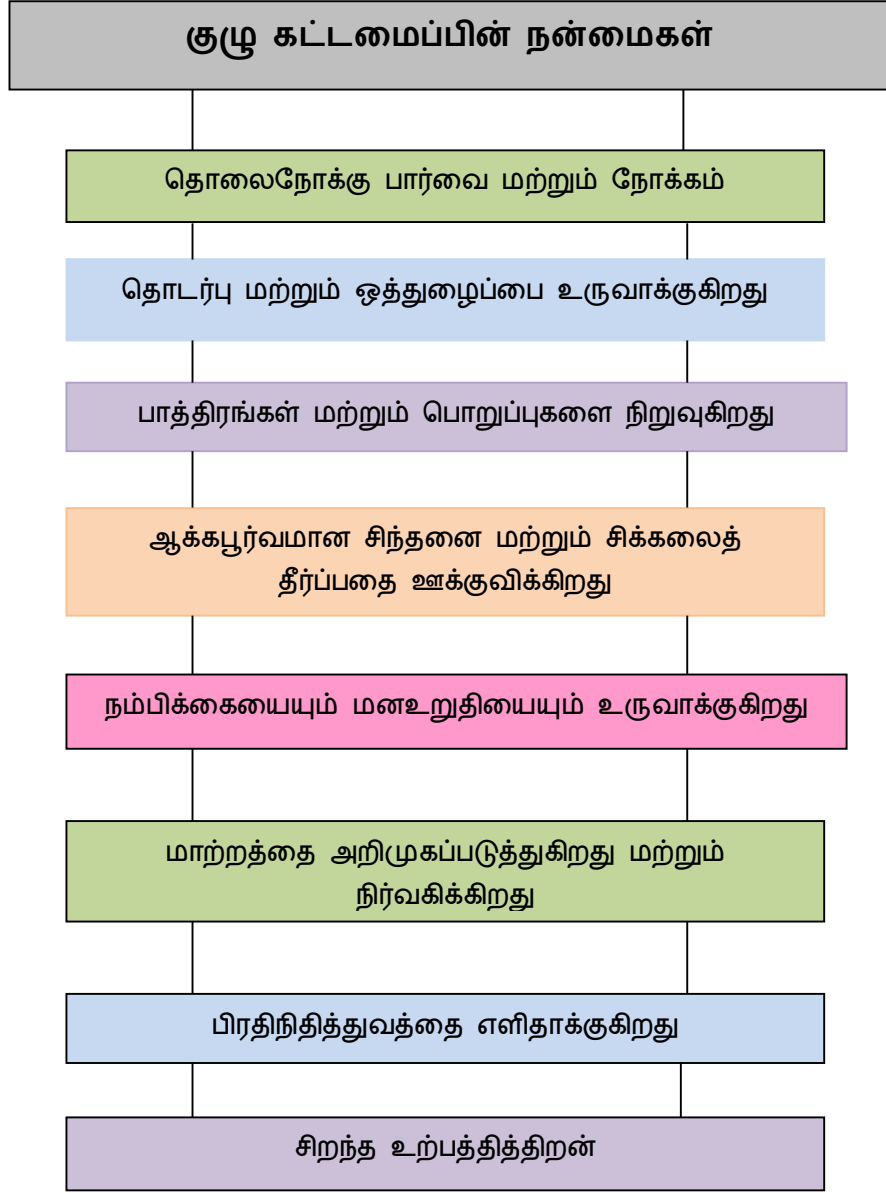 குழு கட்டமைப்பின் நன்மைகள்
தொலைநோக்கு பார்வை மற்றும் நோக்கம்
தொடர்பு மற்றும் ஒத்துழைப்பை உருவாக்குகிறது
பாத்திரங்கள் மற்றும் பொறுப்புகளை நிறுவுகிறது
ஆக்கபூர்வமான சிந்தனை மற்றும் சிக்கலைத்
தீர்ப்பதை ஊக்குவிக்கிறது
நம்பிக்கையையும் மனஉறுதியையும் உருவாக்குகிறது
மாற்றத்தை அறிமுகப்படுத்துகிறது மற்றும்
நிர்வகிக்கிறது
பிரதிநிதித்துவத்தை எளிதாக்குகிறது
சிறந்த உற்பத்தித்திறன்